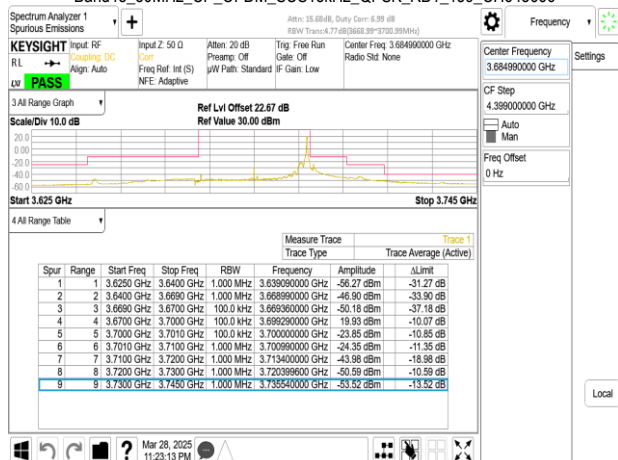 Spectrum Analyzer 1
Spurious Emissions
Attn: 15.68dB, Duty Corr: 6.99 dB
RBW Trans:4.77dB(3668.99~3700.99MHz)
Frequency
KEYSIGHT Input: RF Input Z: 50 Ω Atten: 20 dB Trig: Free Run Center Freq: 3.684990000 GHz
RL Coupling: DC Corr Preamp: Off Gate: Off Radio Std: None
Align: Auto Freq Ref: Int (S) µW Path: Standard IF Gain: Low
PASS NFE: Adaptive
Center Frequency
3.684990000 GHz
Settings
CF Step
4.399000000 GHz
Auto
Man
Freq Offset
0 Hz
3 All Range Graph
Ref Lvl Offset 22.67 dB
Scale/Div 10.0 dB Ref Value 30.00 dBm
20.0
0.00
-20.0
-40.0
-60.0
Start 3.625 GHz Stop 3.745 GHz
4 All Range Table
Measure Trace Trace 1
Trace Type Trace Average (Active)
Spur Range Start Freq Stop Freq RBW Frequency Amplitude ΔLimit
1 1 3.6250 GHz 3.6400 GHz 1.000 MHz 3.639090000 GHz -56.27 dBm -31.27 dB
2 2 3.6400 GHz 3.6690 GHz 1.000 MHz 3.668990000 GHz -46.90 dBm -33.90 dB
3 3 3.6690 GHz 3.6700 GHz 100.0 kHz 3.669360000 GHz -50.18 dBm -37.18 dB
4 4 3.6700 GHz 3.7000 GHz 100.0 kHz 3.699290000 GHz 19.93 dBm -10.07 dB
5 5 3.7000 GHz 3.7010 GHz 100.0 kHz 3.700000000 GHz -23.85 dBm -10.85 dB
6 6 3.7010 GHz 3.7100 GHz 1.000 MHz 3.700990000 GHz -24.35 dBm -11.35 dB
7 7 3.7100 GHz 3.7200 GHz 1.000 MHz 3.713400000 GHz -43.98 dBm -18.98 dB
8 8 3.7200 GHz 3.7300 GHz 1.000 MHz 3.720399600 GHz -50.59 dBm -10.59 dB
9 9 3.7300 GHz 3.7450 GHz 1.000 MHz 3.735540000 GHz -53.52 dBm -13.52 dB
Local
Mar 28, 2025
11:23:13 PM